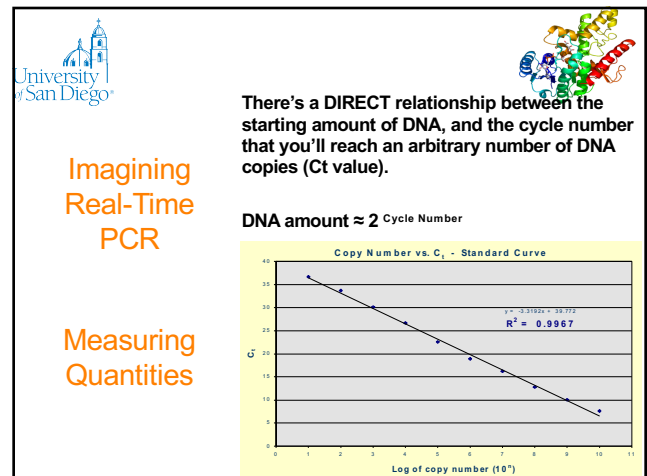 University
of San Diego®
Imagining
Real-Time
PCR
Measuring
Quantities
There's a DIRECT relationship between the
starting amount of DNA, and the cycle number
that you'll reach an arbitrary number of DNA
copies (Ct value).
DNA amount ≈ 2 Cycle Number
Copy Number vs. Ct - Standard Curve
y = -3.3192x + 39.772
R² = 0.9967
Ct
40
35
30
25
20
15
10
5
0
0 1 2 3 4 5 6 7 8 9 10 11
Log of copy number (10ⁿ)